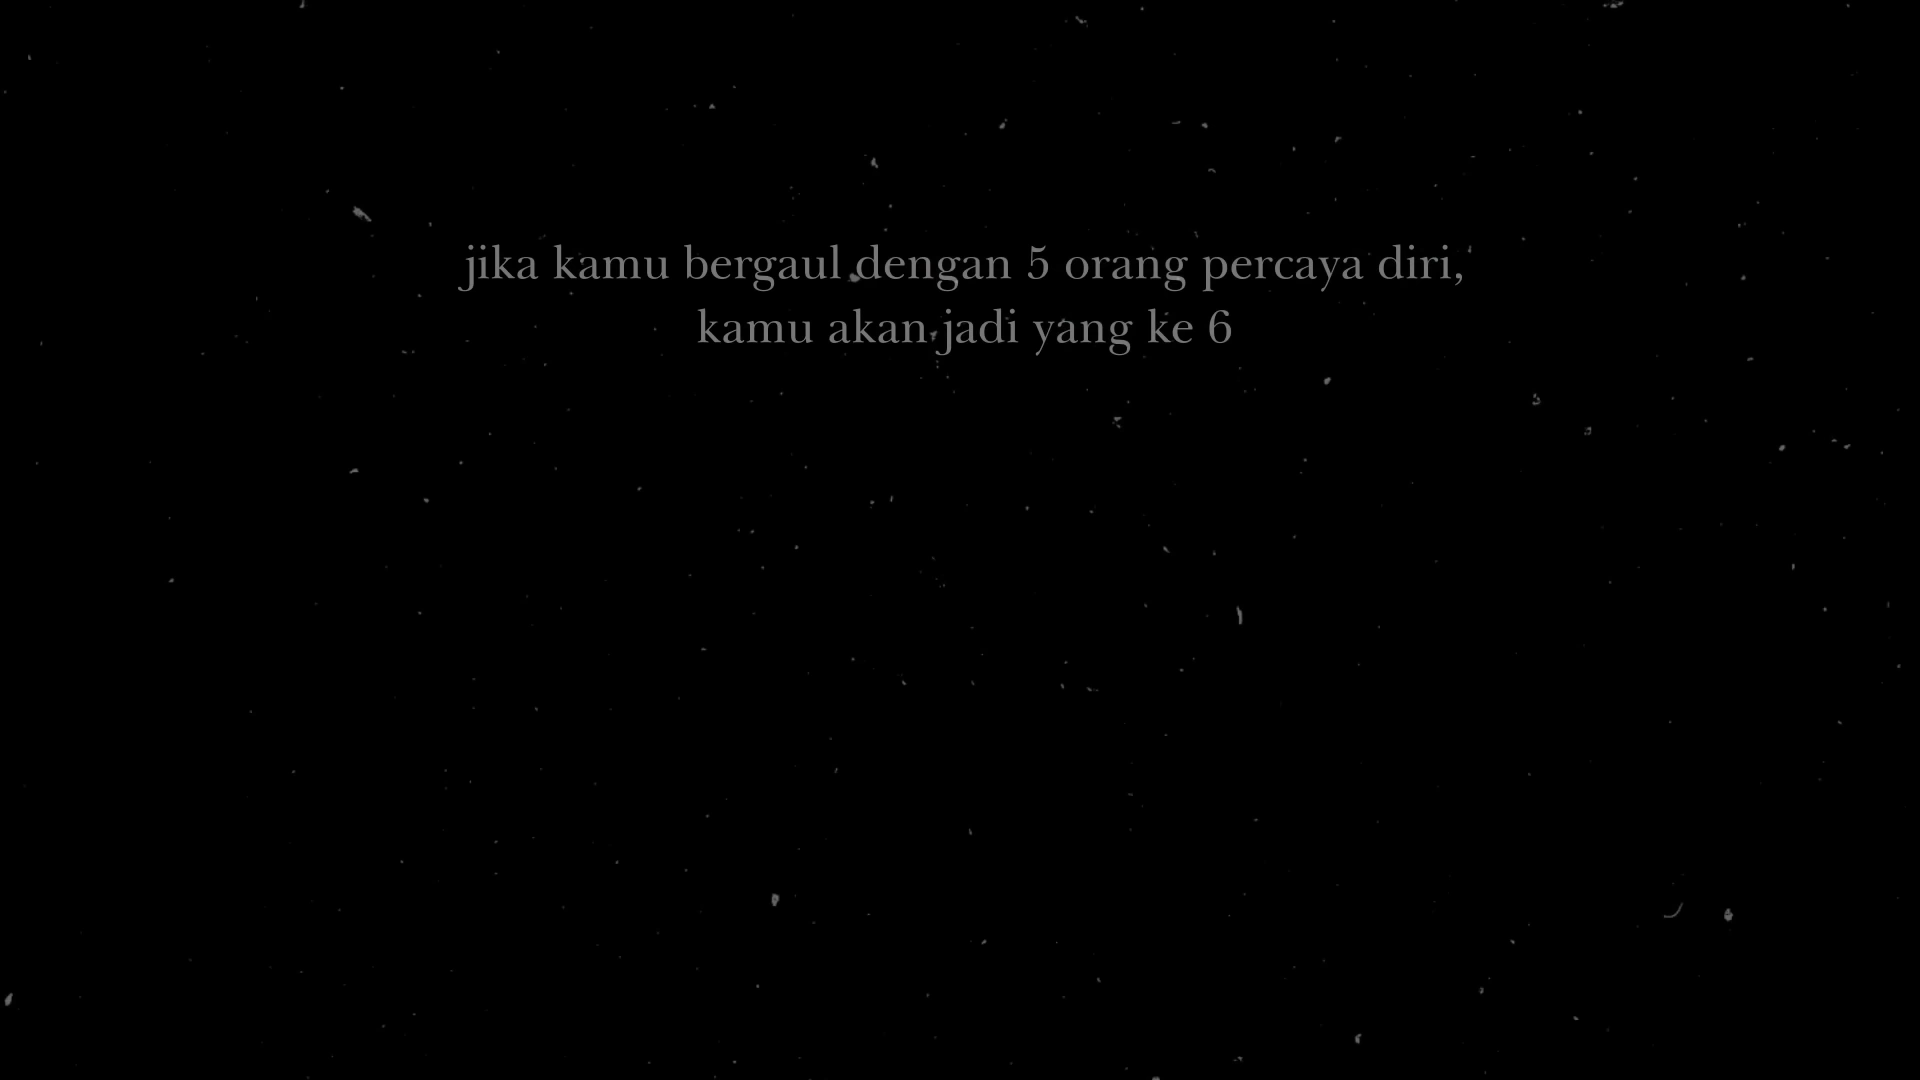 jika kamu bergaul dengan 5 orang percaya diri,
kamu akan jadi yang ke 6